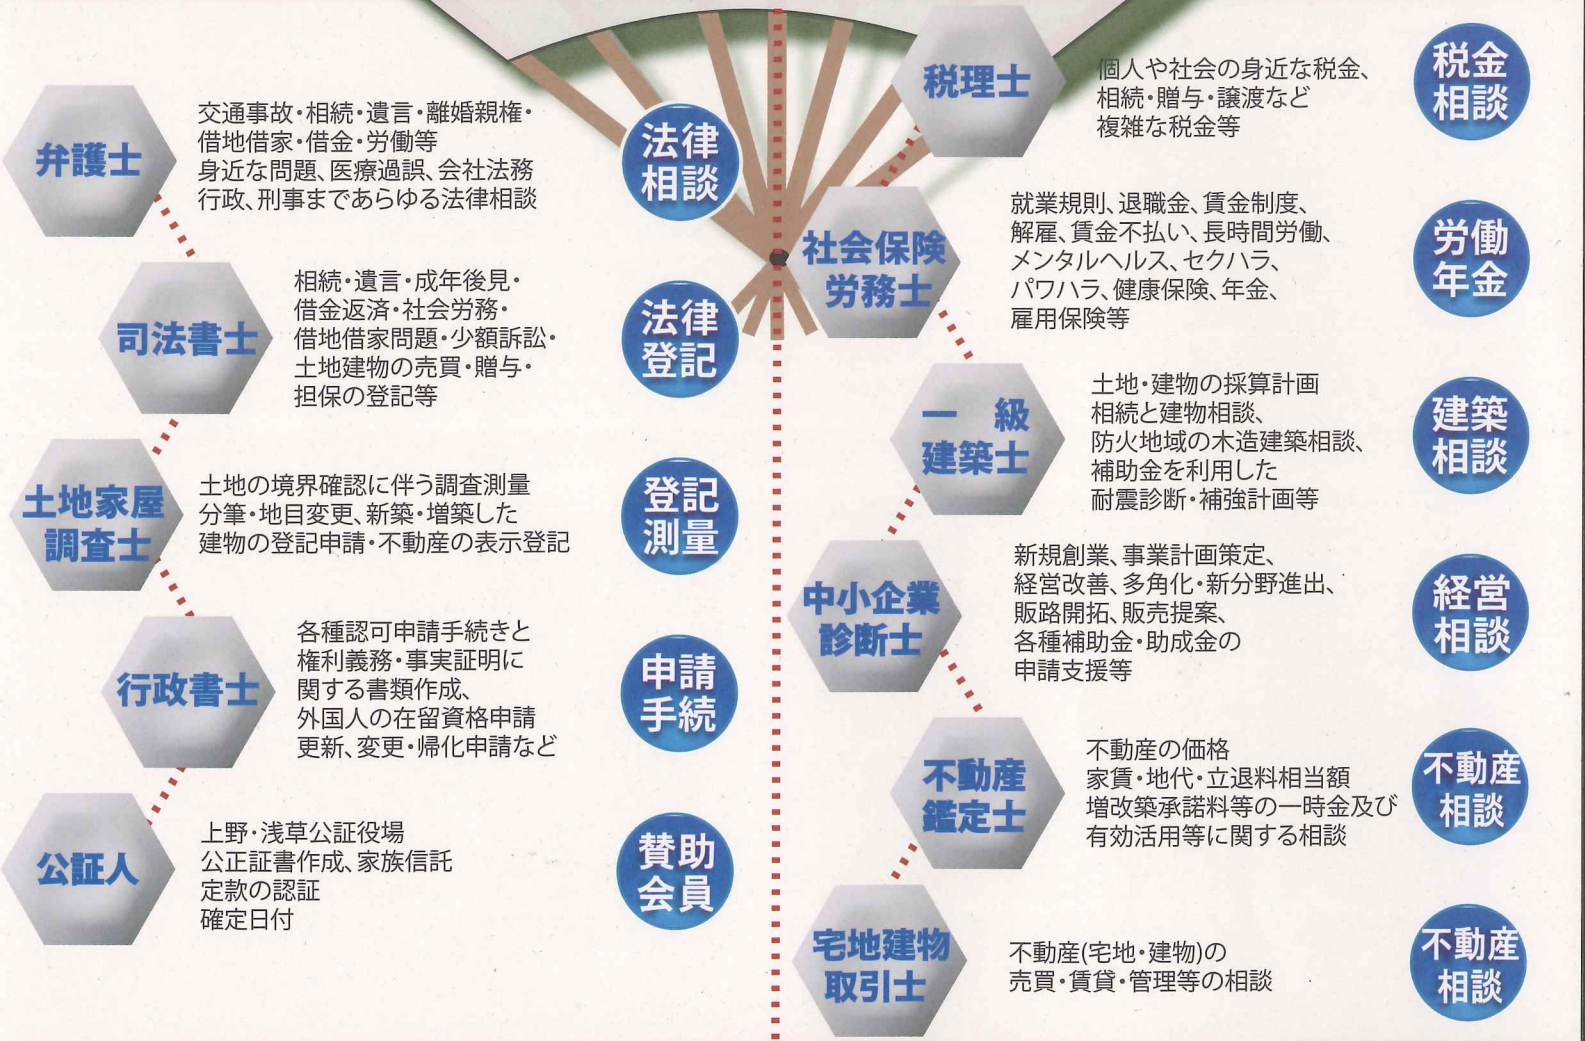 弁護士
交通事故・相続・遺言・離婚親権・
借地借家・借金・労働等
身近な問題、医療過誤、会社法務
行政、刑事まであらゆる法律相談
法律
相談
司法書士
相続・遺言・成年後見・
借金返済・社会労務・
借地借家問題・少額訴訟・
土地建物の売買・贈与・
担保の登記等
法律
登記
土地家屋
調査士
土地の境界確認に伴う調査測量
分筆・地目変更、新築・増築した
建物の登記申請・不動産の表示登記
登記
測量
行政書士
各種認可申請手続きと
権利義務・事実証明に
関する書類作成、
外国人の在留資格申請
更新、変更・帰化申請など
申請
手続
公証人
上野・浅草公証役場
公正証書作成、家族信託
定款の認証
確定日付
賛助
会員
税理士
個人や社会の身近な税金、
相続・贈与・譲渡など
複雑な税金等
税金
相談
社会保険
労務士
就業規則、退職金、賃金制度、
解雇、賃金不払い、長時間労働、
メンタルヘルス、セクハラ、
パワハラ、健康保険、年金、
雇用保険等
労働
年金
一　級
建築士
土地・建物の採算計画
相続と建物相談、
防火地域の木造建築相談、
補助金を利用した
耐震診断・補強計画等
建築
相談
中小企業
診断士
新規創業、事業計画策定、
経営改善、多角化・新分野進出、
販路開拓、販売提案、
各種補助金・助成金の
申請支援等
経営
相談
不動産
鑑定士
不動産の価格
家賃・地代・立退料相当額
増改築承諾料等の一時金及び
有効活用等に関する相談
不動産
相談
宅地建物
取引士
不動産(宅地・建物)の
売買・賃貸・管理等の相談
不動産
相談